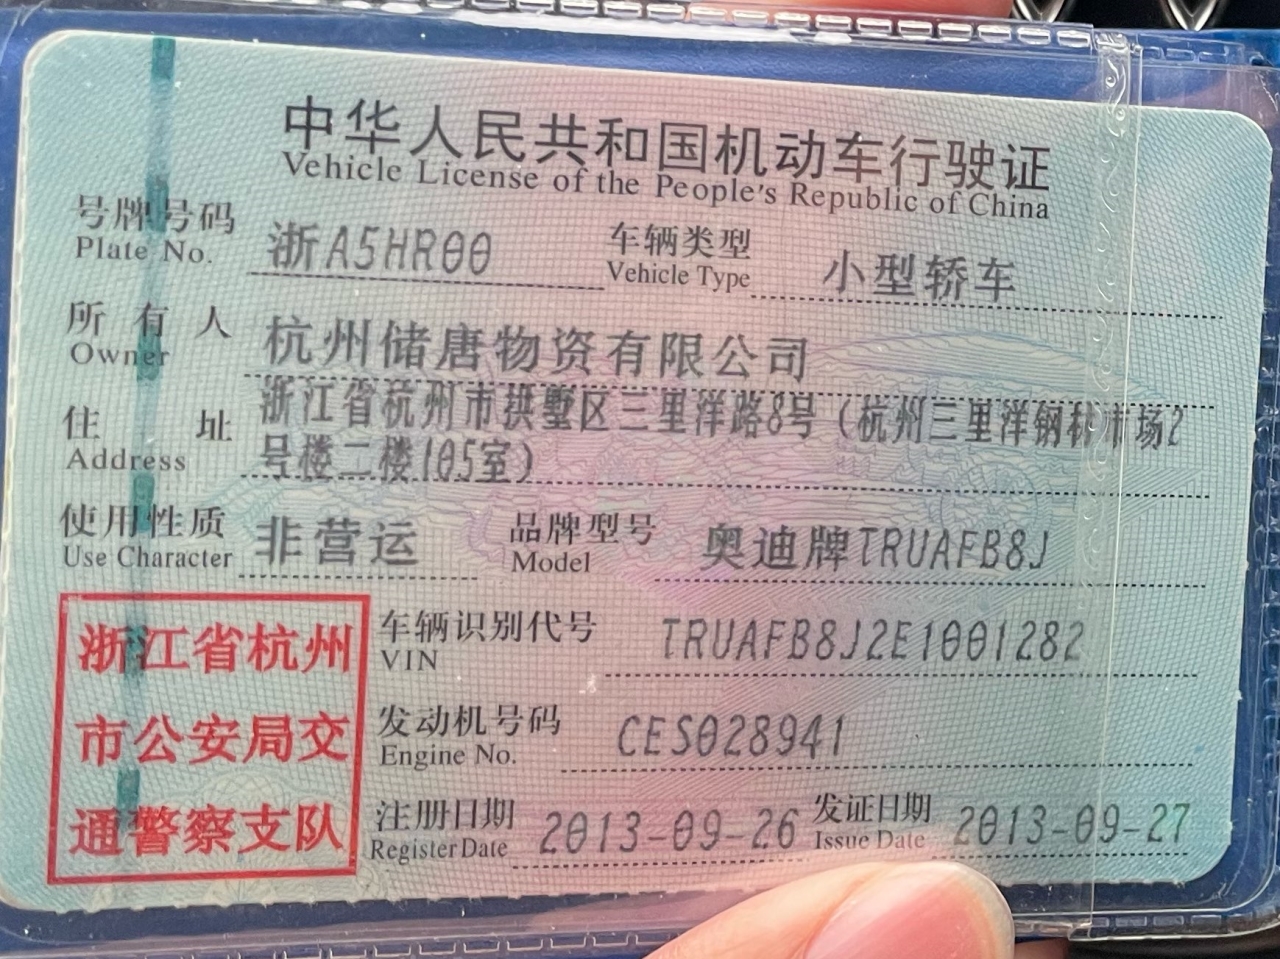 中华人民共和国机动车行驶证
Vehicle License of the People's Republic of China
号牌号码 浙A5HR00 车辆类型 小型轿车
Plate No. Vehicle Type
所有人 杭州储唐物资有限公司
Owner
住址 浙江省杭州市拱墅区三里洋路8号（杭州三里洋钢材市场2
Address 号楼二楼105室）
使用性质 非营运 品牌型号 奥迪牌TRUAFB8J
Use Character Model
浙江省杭州
市公安局交
通警察支队
车辆识别代号 TRUAFB8J2E1001282
VIN
发动机号码 CES028941
Engine No.
注册日期 2013-09-26 发证日期 2013-09-27
Register Date Issue Date